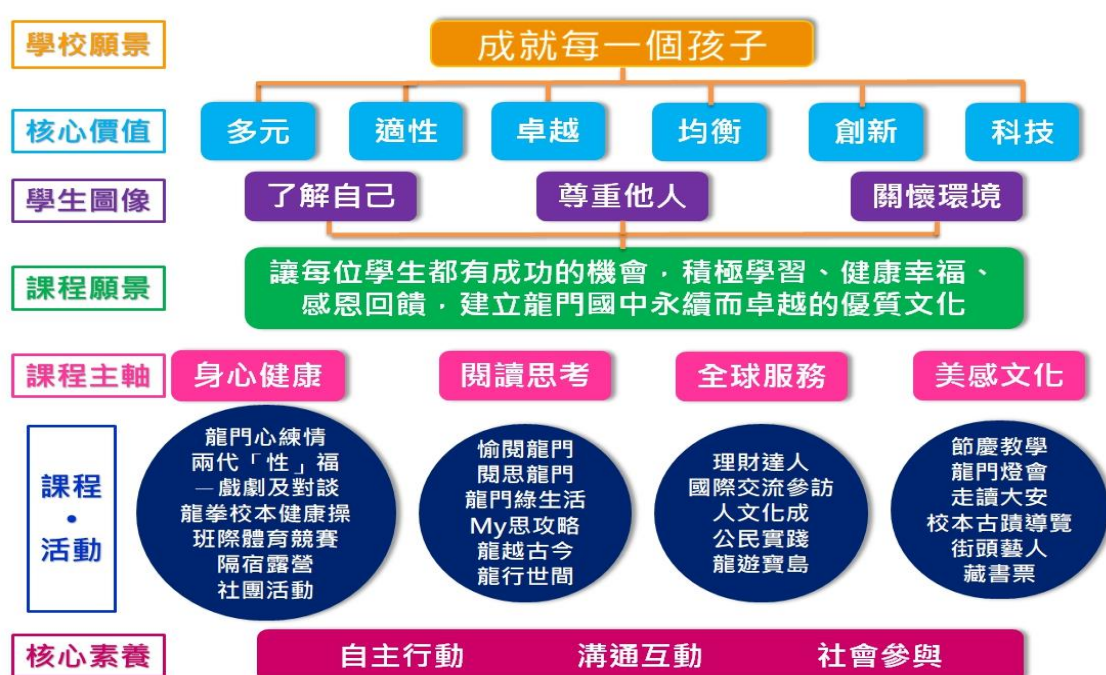 學校願景
成就每一個孩子
核心價值
多元
適性
卓越
均衡
創新
科技
學生圖像
了解自己
尊重他人
關懷環境
課程願景
讓每位學生都有成功的機會，積極學習、健康幸福、
感恩回饋，建立龍門國中永續而卓越的優質文化
課程主軸
身心健康
閱讀思考
全球服務
美感文化
課程
•
活動
龍門心練情
兩代「性」福
－戲劇及對談
龍拳校本健康操
班際體育競賽
隔宿露營
社團活動
愉閱龍門
閱思龍門
龍門綠生活
My思攻略
龍越古今
龍行世間
理財達人
國際交流參訪
人文化成
公民實踐
龍遊寶島
節慶教學
龍門燈會
走讀大安
校本古蹟導覽
街頭藝人
藏書票
核心素養
自主行動
溝通互動
社會參與